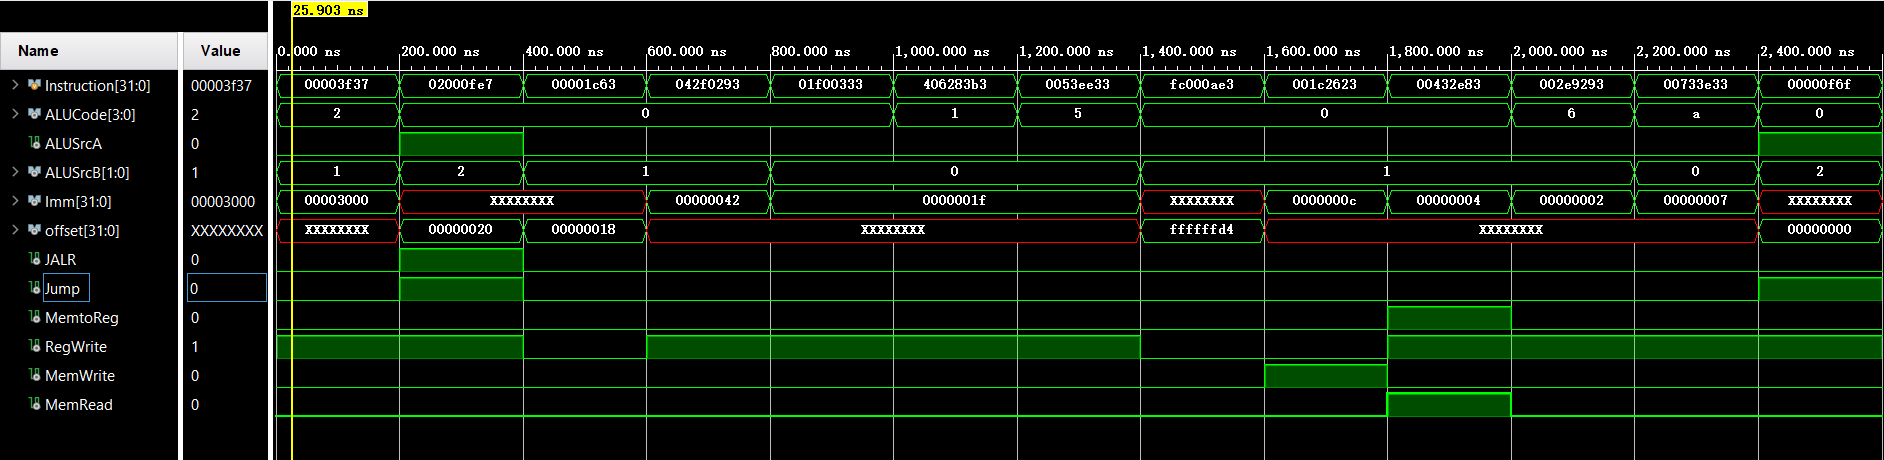 25.903 ns
Name Value 0.000 ns 200.000 ns 400.000 ns 600.000 ns 800.000 ns 1,000.000 ns 1,200.000 ns 1,400.000 ns 1,600.000 ns 1,800.000 ns 2,000.000 ns 2,200.000 ns 2,400.000 ns
Instruction[31:0] 00003f37 00003f37 02000fe7 00001c63 042f0293 01f00333 406283b3 0053ee33 fc000ae3 001c2623 00432e83 002e9293 00733e33 00000f6f
ALUCode[3:0] 2 2 0 1 5 0 6 a 0
ALUSrcA 0
ALUSrcB[1:0] 1 1 2 1 0 1 0 2
Imm[31:0] 00003000 00003000 XXXXXXXX 00000042 0000001f XXXXXXXX 0000000c 00000004 00000002 00000007 XXXXXXXX
offset[31:0] XXXXXXXX XXXXXXXX 00000020 00000018 XXXXXXXX ffffffd4 XXXXXXXX 00000000
JALR 0
Jump 0
MemtoReg 0
RegWrite 1
MemWrite 0
MemRead 0